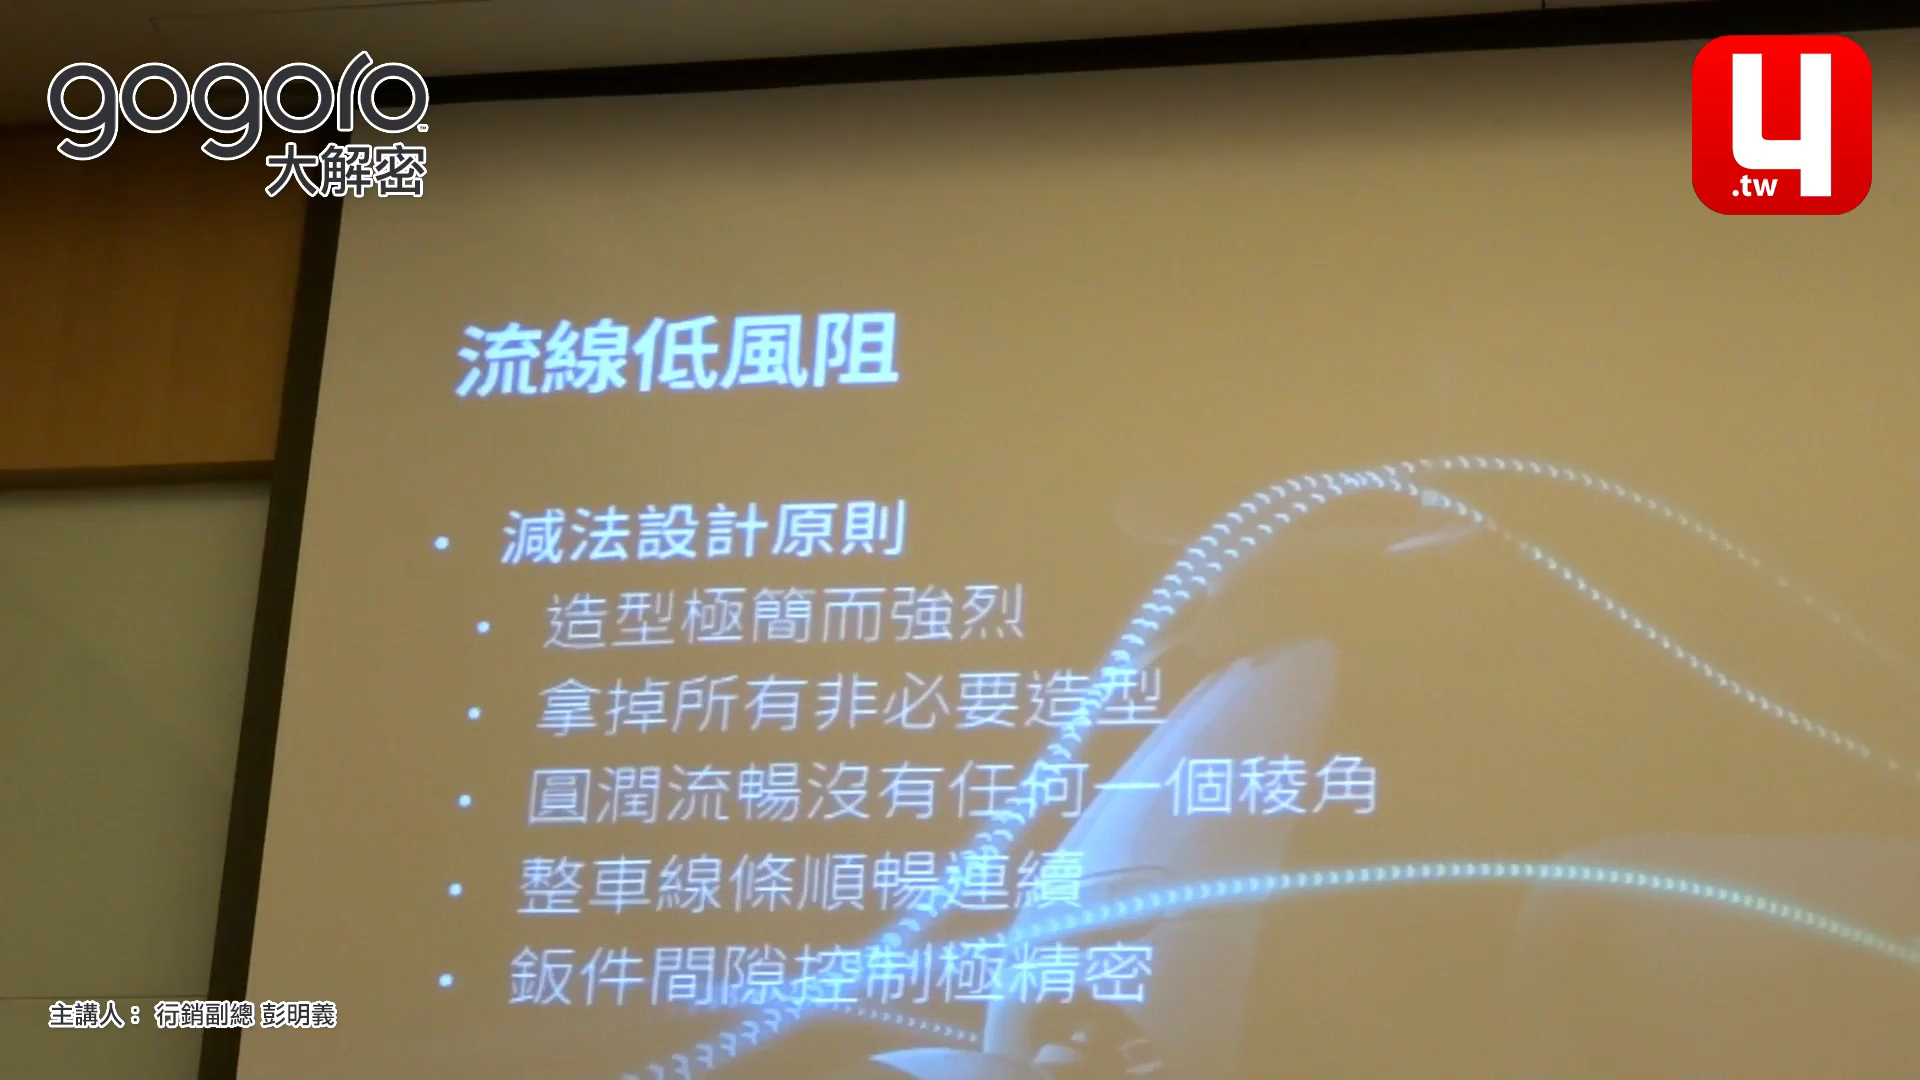 gogoro™
大解密
4
.tw
流線低風阻
• 減法設計原則
• 造型極簡而強烈
• 拿掉所有非必要造型
• 圓潤流暢沒有任何一個稜角
• 整車線條順暢連續
• 鈑件間隙控制極精密
主講人： 行銷副總 彭明義